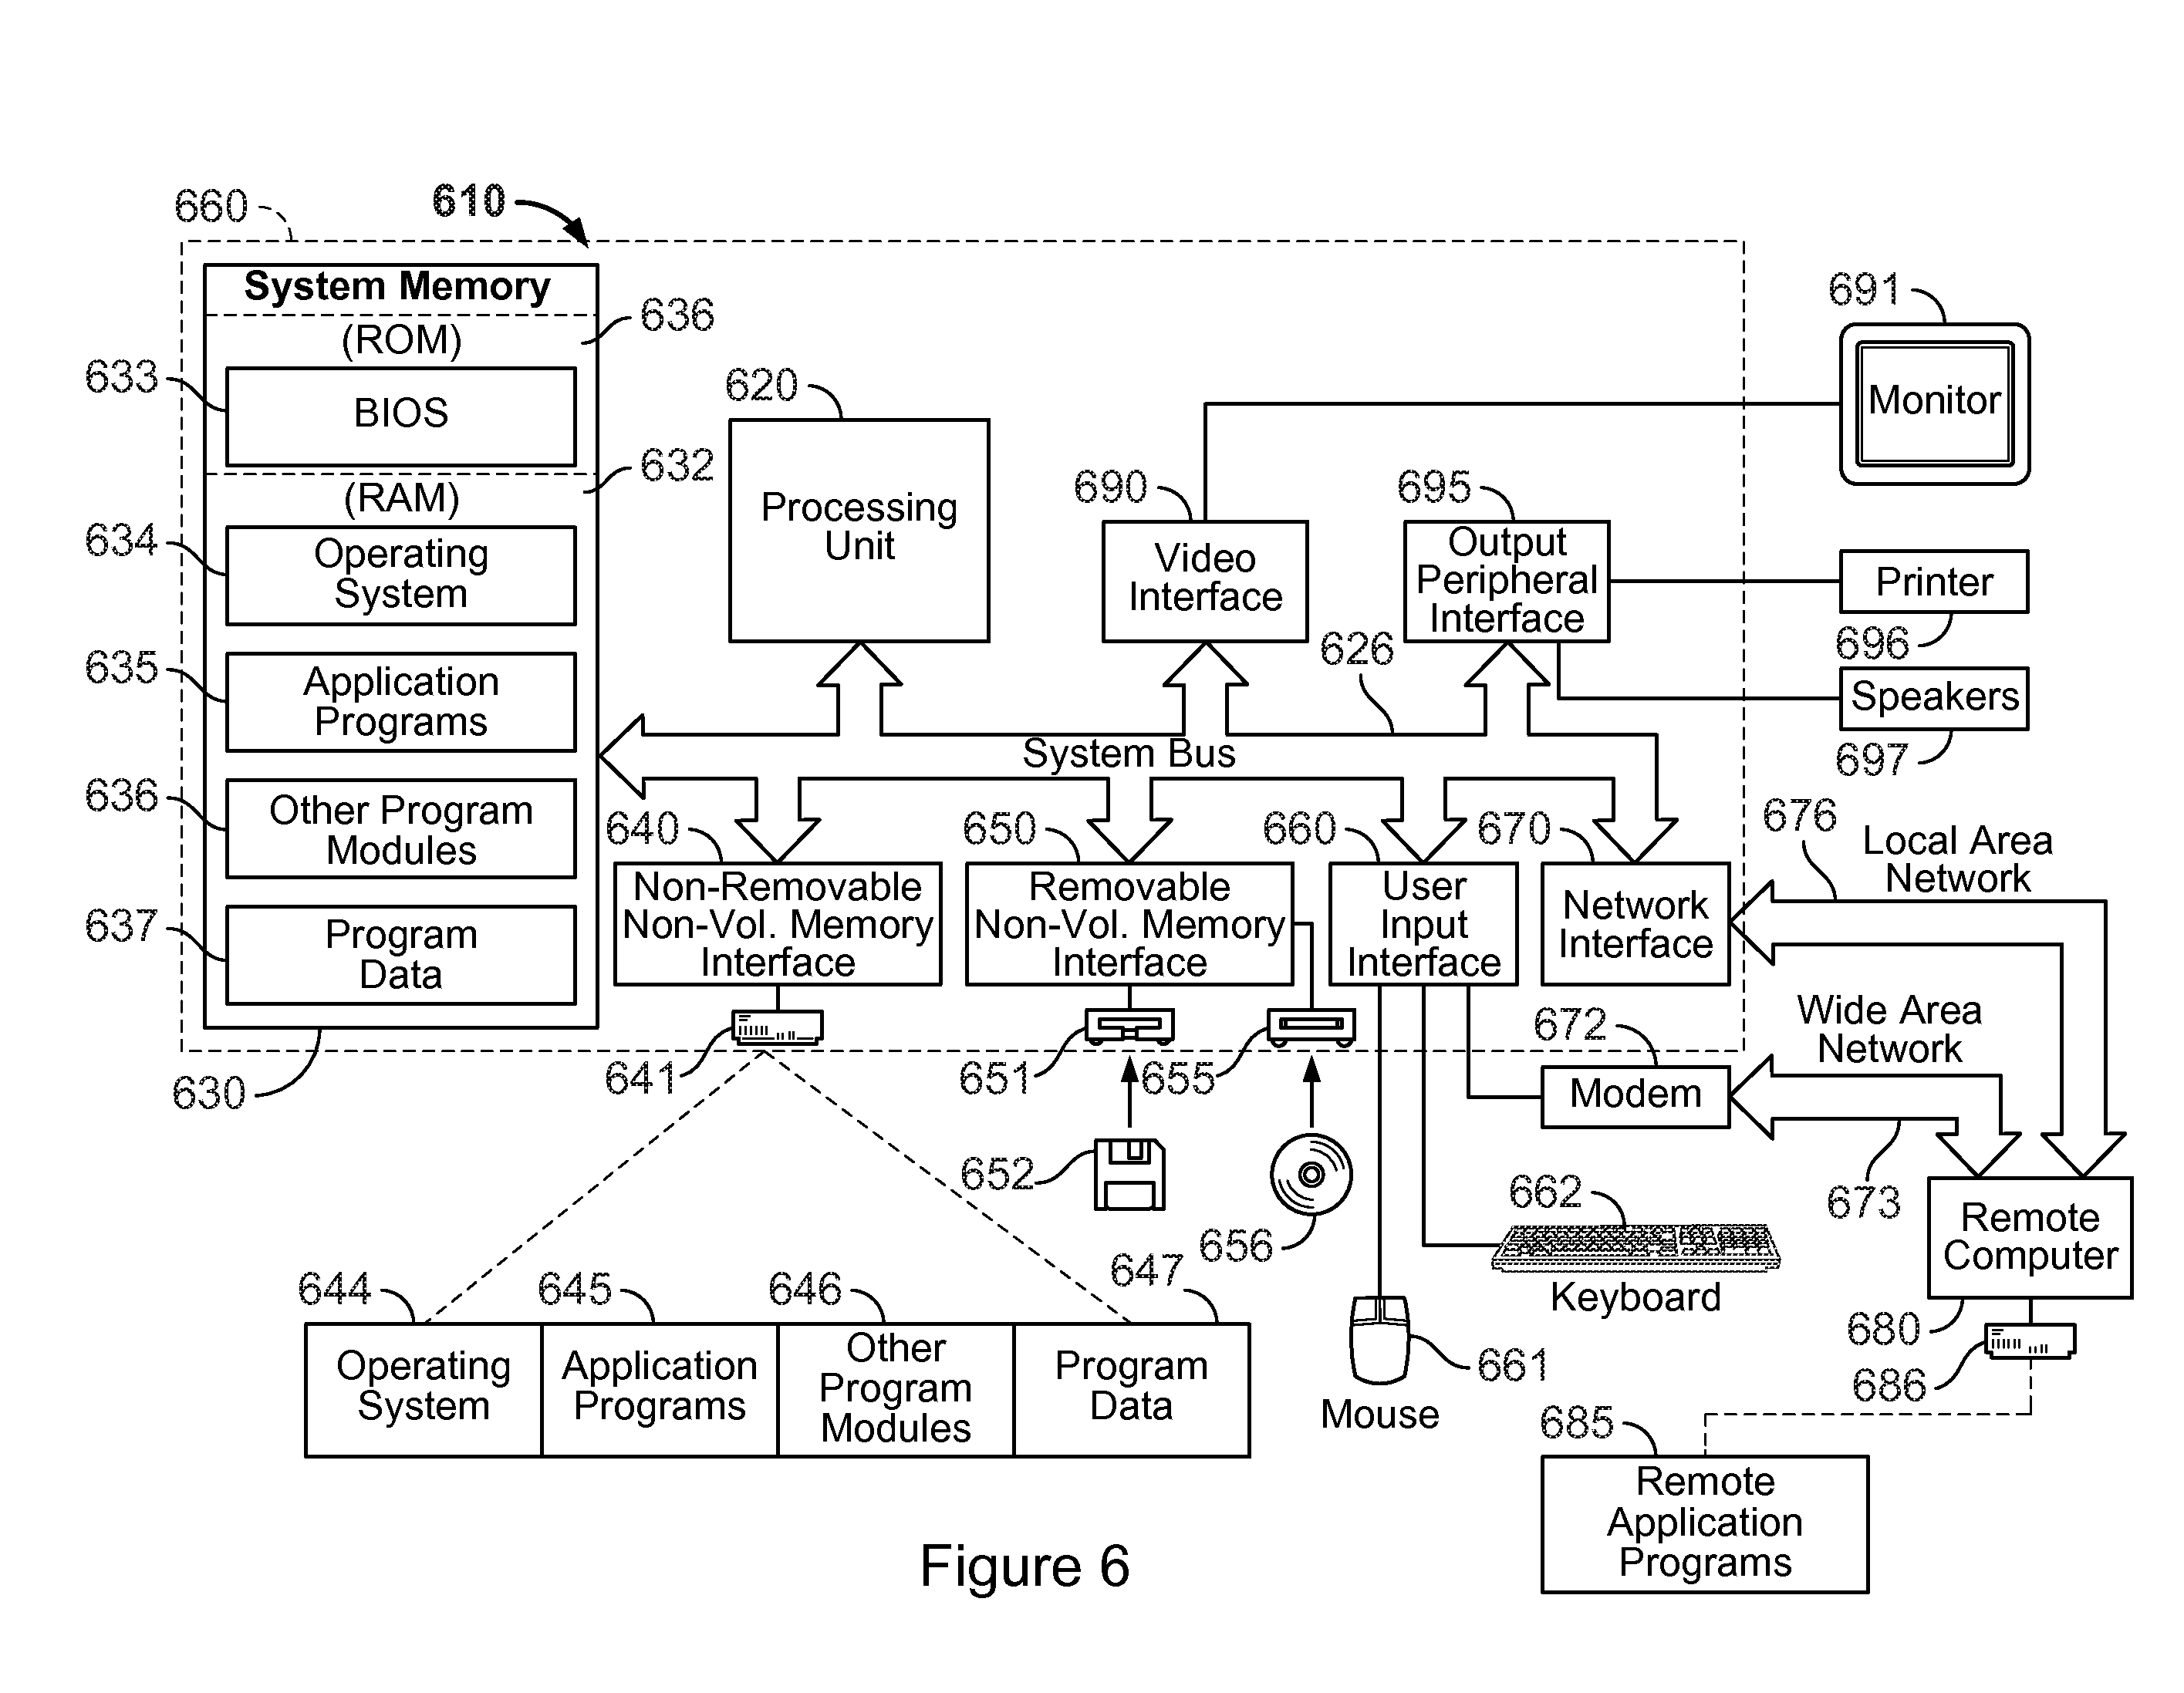 660
610
System Memory
(ROM)
636
633
BIOS
(RAM)
632
634
Operating
System
635
Application
Programs
636
Other Program
Modules
637
Program
Data
630
620
Processing
Unit
690
Video
Interface
695
Output
Peripheral
Interface
626
System Bus
691
Monitor
Printer
696
Speakers
697
640
Non-Removable
Non-Vol. Memory
Interface
650
Removable
Non-Vol. Memory
Interface
660
User
Input
Interface
670
Network
Interface
676
Local Area
Network
Wide Area
Network
641
651
655
672
Modem
673
652
656
662
Keyboard
661
Mouse
Remote
Computer
680
686
644
Operating
System
645
Application
Programs
646
Other
Program
Modules
647
Program
Data
685
Remote
Application
Programs
Figure 6